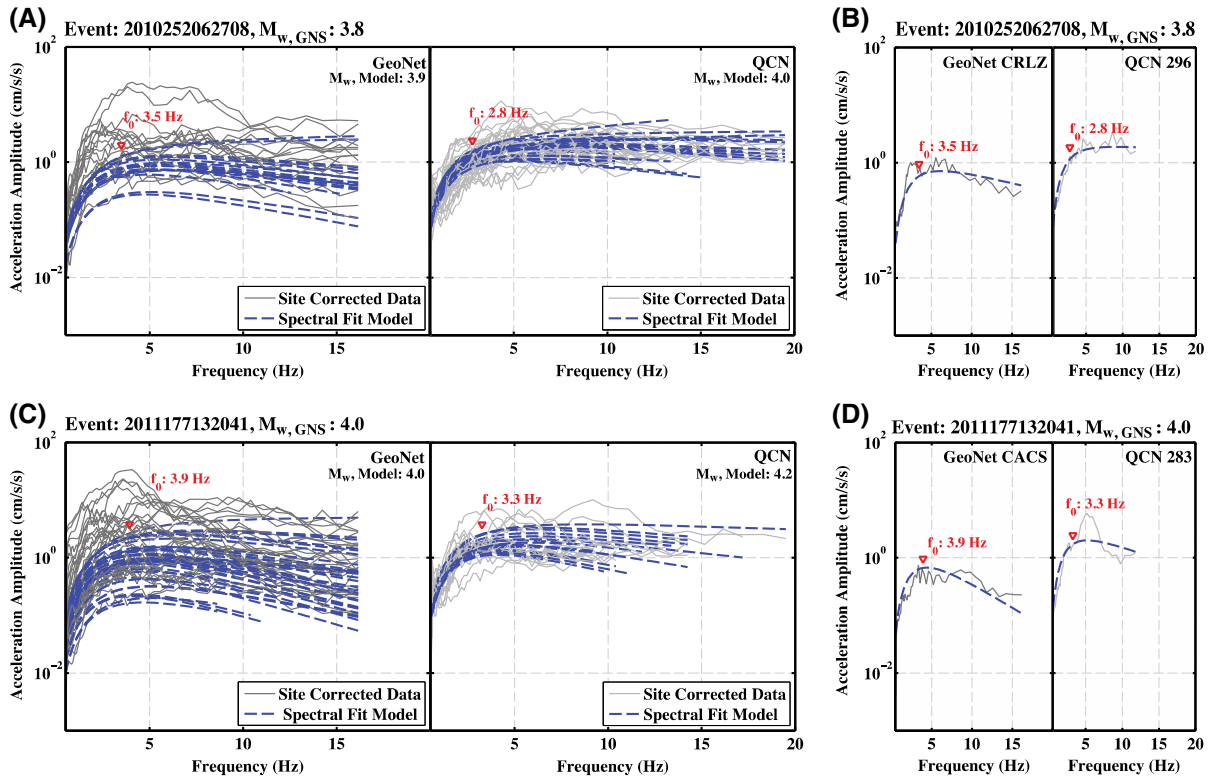 (A)
Event: 2010252062708, Mw, GNS: 3.8
Acceleration Amplitude (cm/s/s)
10^2
10^0
10^-2
GeoNet
Mw, Model: 3.9
f0: 3.5 Hz
Site Corrected Data
Spectral Fit Model
5 10 15
Frequency (Hz)
QCN
Mw, Model: 4.0
f0: 2.8 Hz
Site Corrected Data
Spectral Fit Model
5 10 15 20
Frequency (Hz)
(B)
Event: 2010252062708, Mw, GNS: 3.8
Acceleration Amplitude (cm/s/s)
10^2
10^0
10^-2
GeoNet CRLZ
f0: 3.5 Hz
5 10 15
Frequency (Hz)
QCN 296
f0: 2.8 Hz
5 10 15 20
Frequency (Hz)
(C)
Event: 2011177132041, Mw, GNS: 4.0
Acceleration Amplitude (cm/s/s)
10^2
10^0
10^-2
GeoNet
Mw, Model: 4.0
f0: 3.9 Hz
Site Corrected Data
Spectral Fit Model
5 10 15
Frequency (Hz)
QCN
Mw, Model: 4.2
f0: 3.3 Hz
Site Corrected Data
Spectral Fit Model
5 10 15 20
Frequency (Hz)
(D)
Event: 2011177132041, Mw, GNS: 4.0
Acceleration Amplitude (cm/s/s)
10^2
10^0
10^-2
GeoNet CACS
f0: 3.9 Hz
5 10 15
Frequency (Hz)
QCN 283
f0: 3.3 Hz
5 10 15 20
Frequency (Hz)